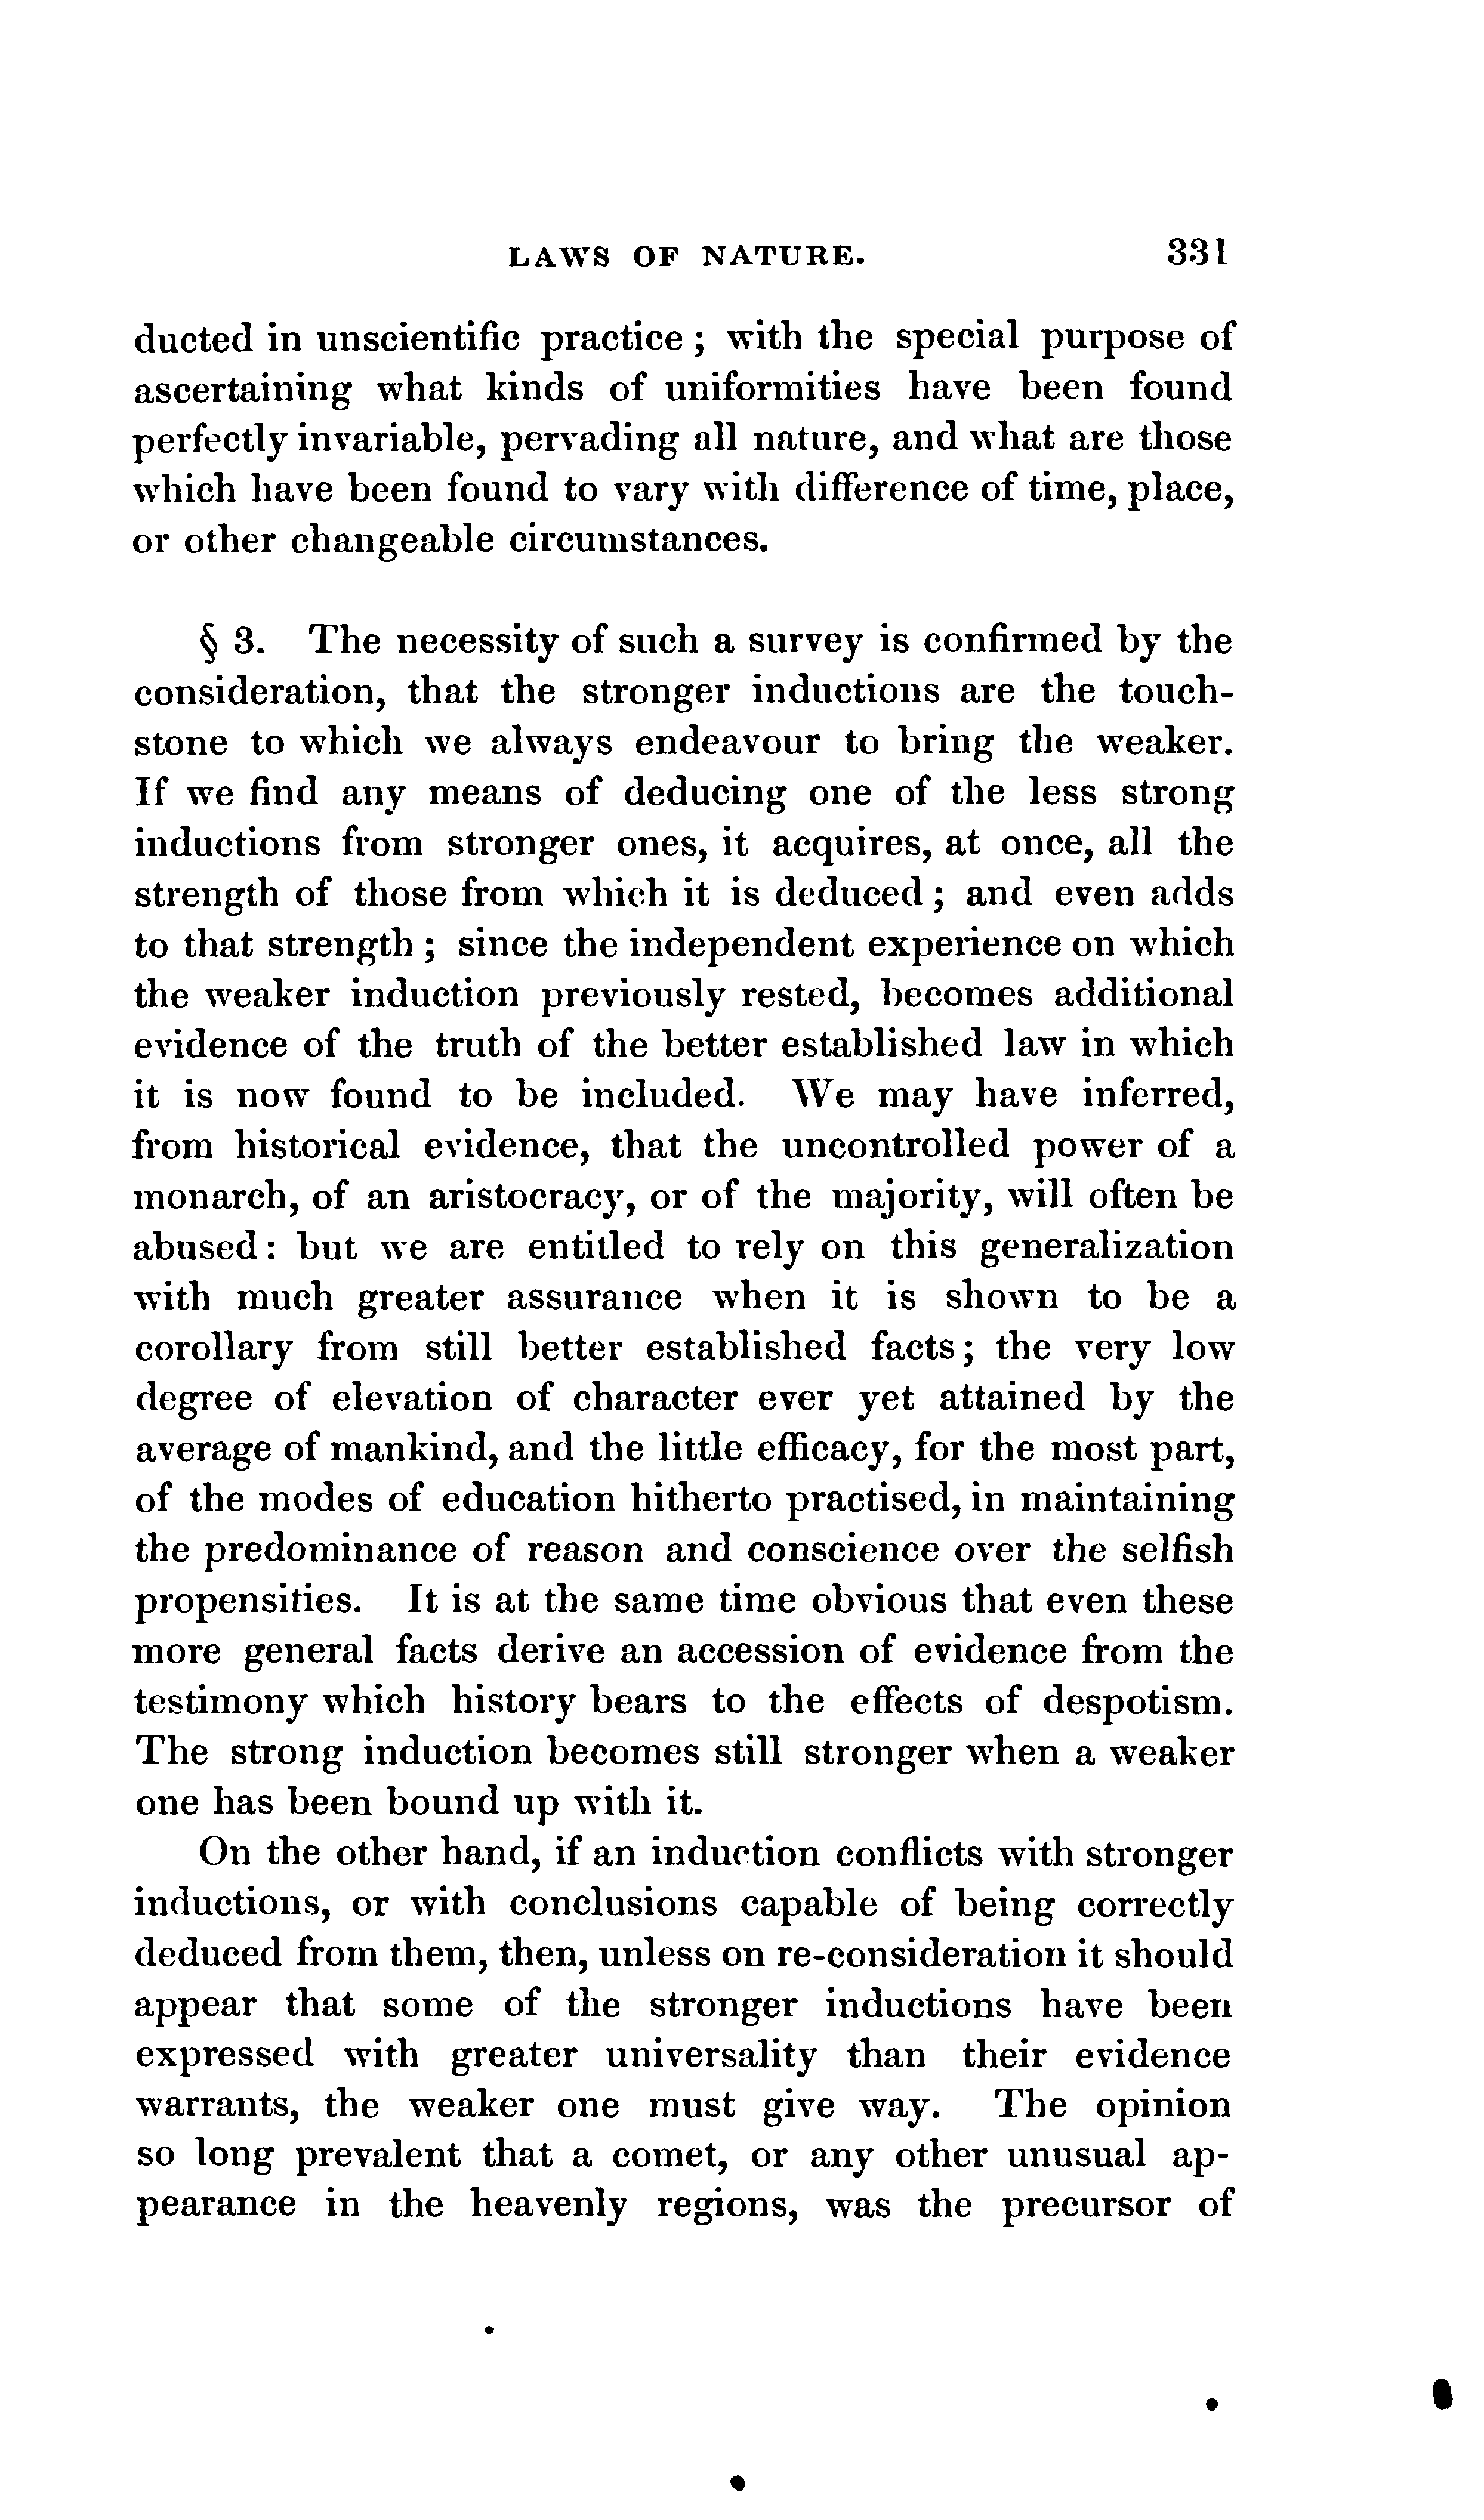 LAWS OF NATURE. 331
ducted in unscientific practice; with the special purpose of
ascertaining what kinds of uniformities have been found
perfectly invariable, pervading all nature, and what are those
which have been found to vary with difference of time, place,
or other changeable circumstances.
§ 3. The necessity of such a survey is confirmed by the
consideration, that the stronger inductions are the touch-
stone to which we always endeavour to bring the weaker.
If we find any means of deducing one of the less strong
inductions from stronger ones, it acquires, at once, all the
strength of those from which it is deduced; and even adds
to that strength; since the independent experience on which
the weaker induction previously rested, becomes additional
evidence of the truth of the better established law in which
it is now found to be included. We may have inferred,
from historical evidence, that the uncontrolled power of a
monarch, of an aristocracy, or of the majority, will often be
abused: but we are entitled to rely on this generalization
with much greater assurance when it is shown to be a
corollary from still better established facts; the very low
degree of elevation of character ever yet attained by the
average of mankind, and the little efficacy, for the most part,
of the modes of education hitherto practised, in maintaining
the predominance of reason and conscience over the selfish
propensities. It is at the same time obvious that even these
more general facts derive an accession of evidence from the
testimony which history bears to the effects of despotism.
The strong induction becomes still stronger when a weaker
one has been bound up with it.
On the other hand, if an induction conflicts with stronger
inductions, or with conclusions capable of being correctly
deduced from them, then, unless on re-consideration it should
appear that some of the stronger inductions have been
expressed with greater universality than their evidence
warrants, the weaker one must give way. The opinion
so long prevalent that a comet, or any other unusual ap-
pearance in the heavenly regions, was the precursor of